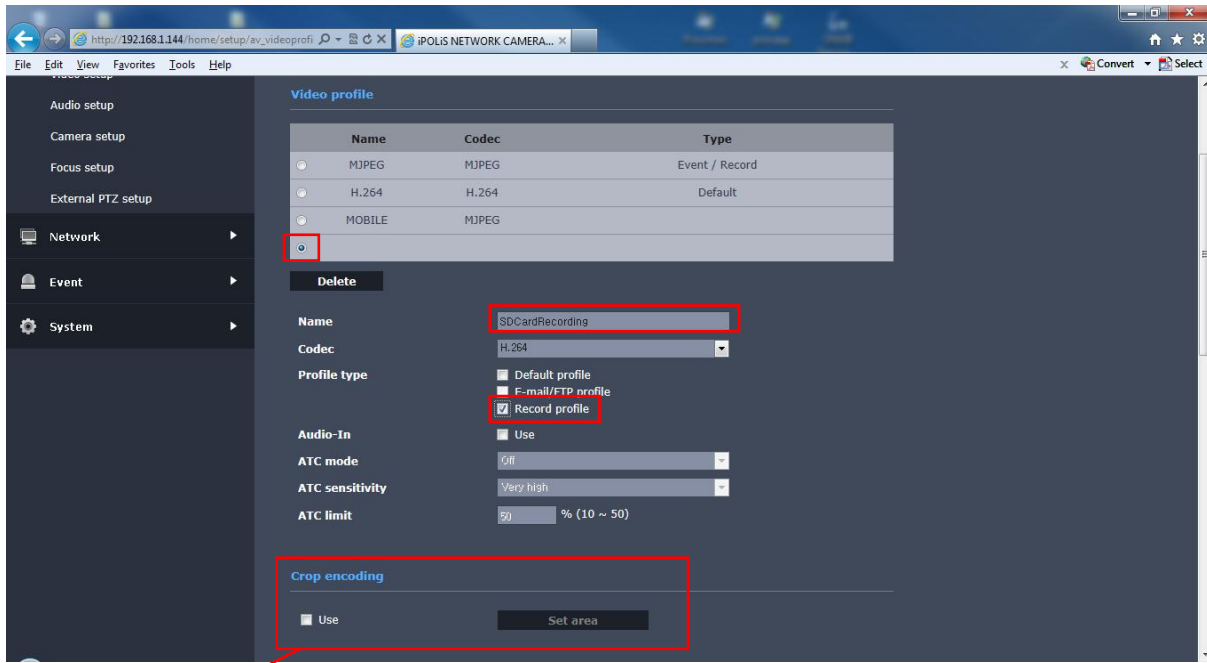 http://192.168.1.144/home/setup/av_videoprofi
iPOLiS NETWORK CAMERA...
File Edit View Favorites Tools Help
Convert Select
Video setup
Audio setup
Camera setup
Focus setup
External PTZ setup
Network
Event
System
Video profile
Name Codec Type
MJPEG MJPEG Event / Record
H.264 H.264 Default
MOBILE MJPEG
Delete
Name SDCardRecording
Codec H.264
Profile type Default profile
E-mail/FTP profile
Record profile
Audio-In Use
ATC mode Off
ATC sensitivity Very high
ATC limit 50 % (10 ~ 50)
Crop encoding
Use Set area